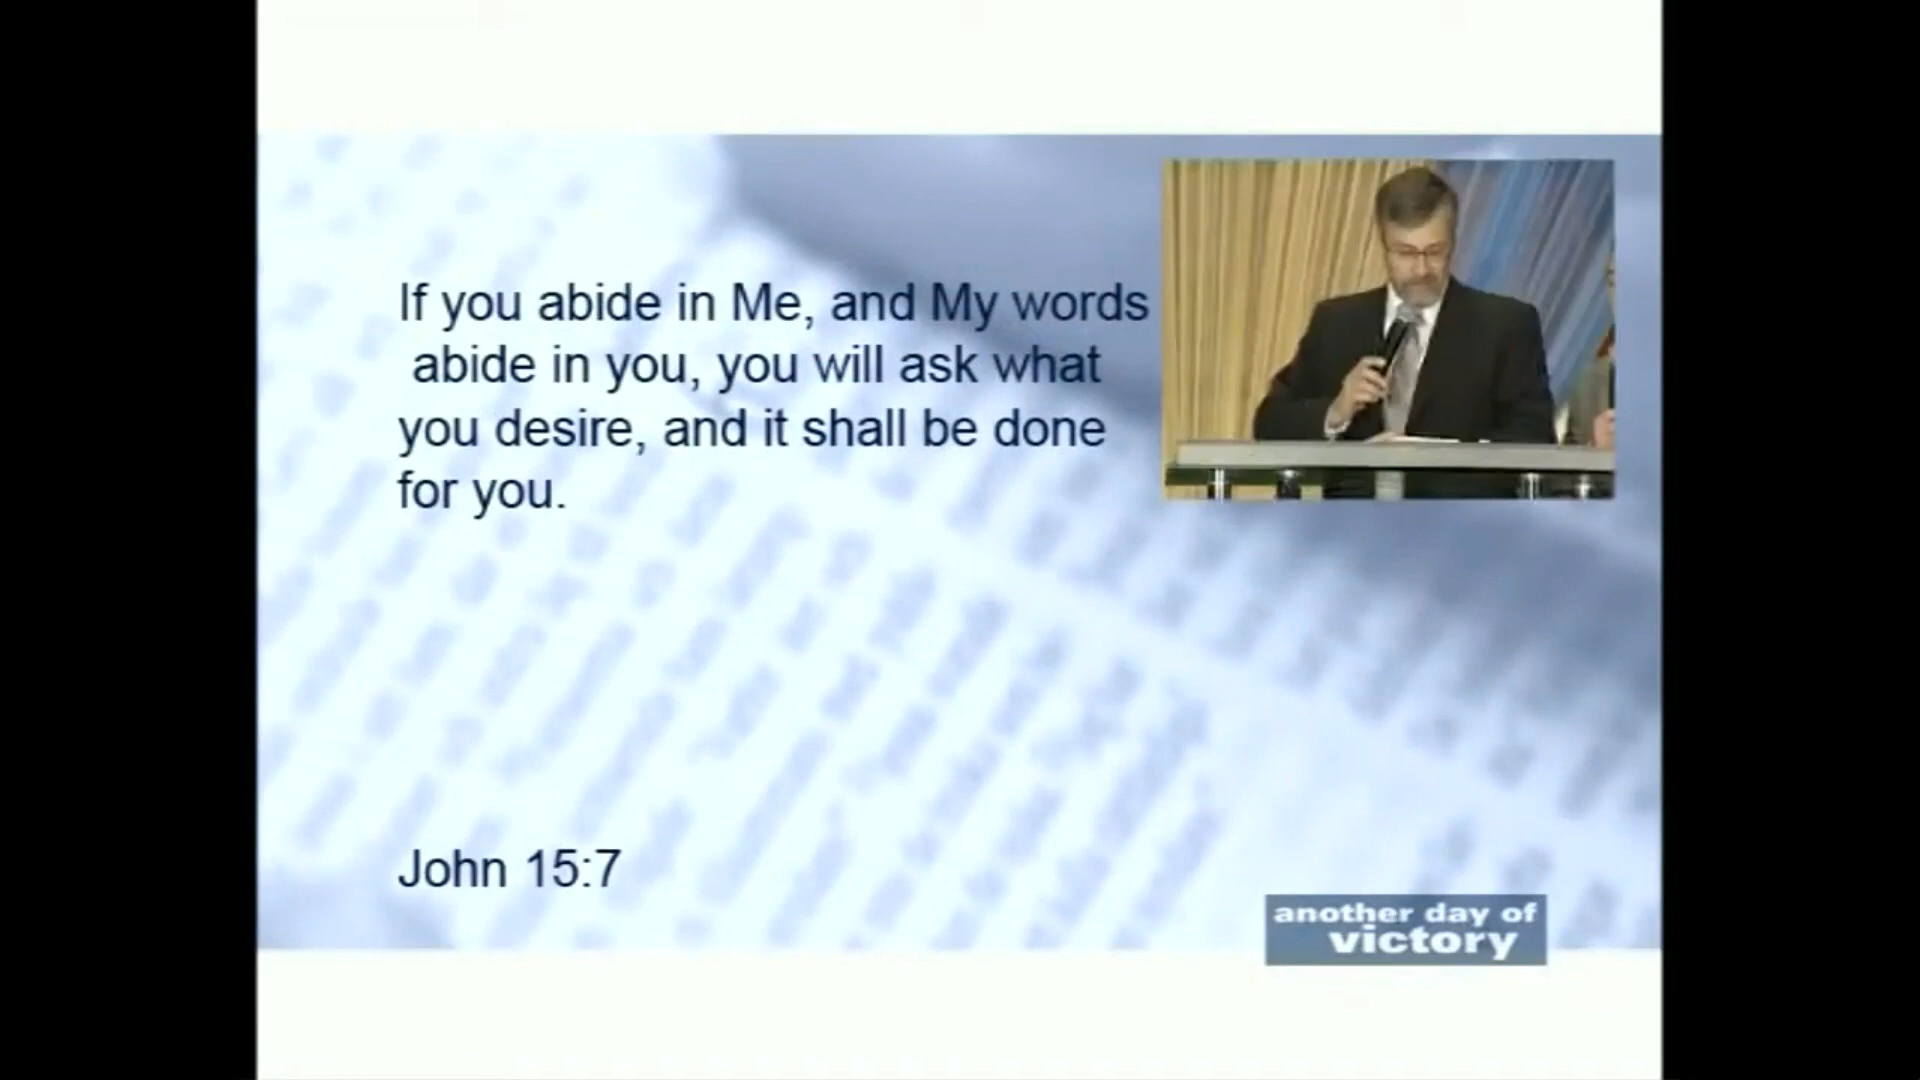 If you abide in Me, and My words
abide in you, you will ask what
you desire, and it shall be done
for you.
John 15:7
another day of
victory